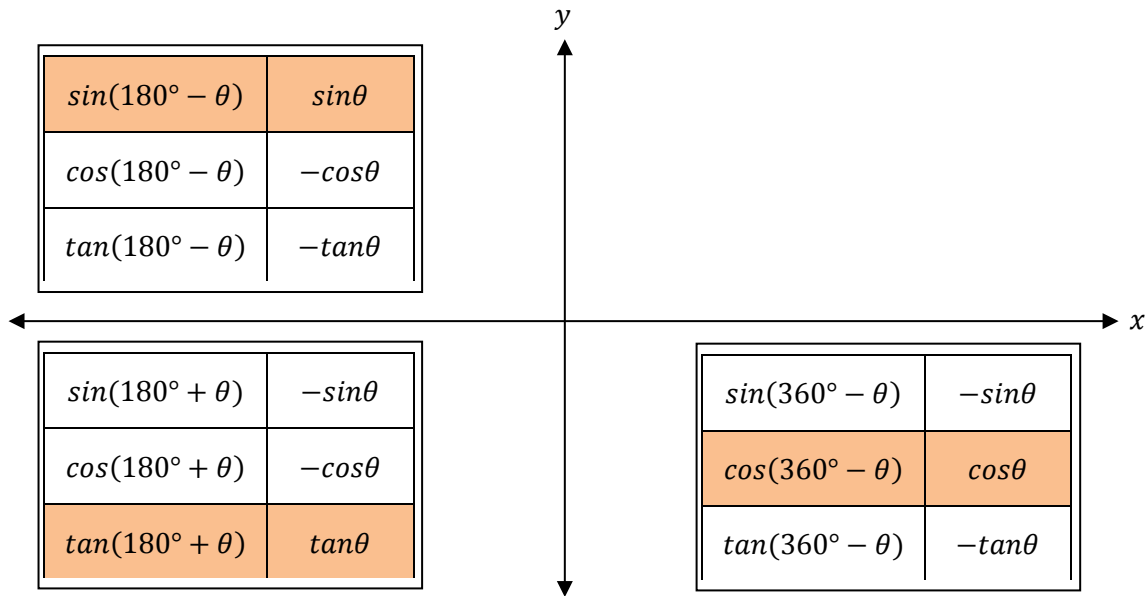 y
sin(180° − θ) sinθ
cos(180° − θ) −cosθ
tan(180° − θ) −tanθ
x
sin(180° + θ) −sinθ
cos(180° + θ) −cosθ
tan(180° + θ) tanθ
sin(360° − θ) −sinθ
cos(360° − θ) cosθ
tan(360° − θ) −tanθ